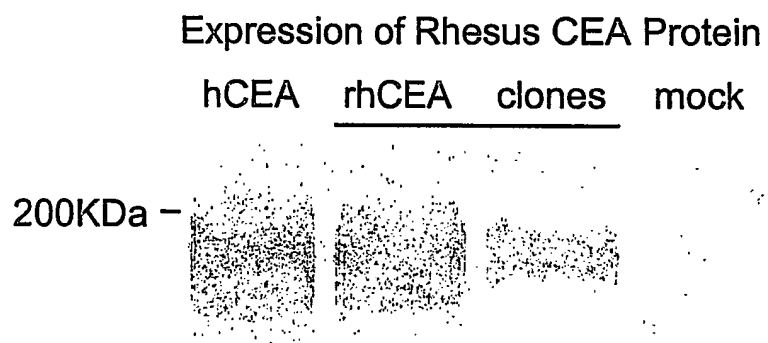 Expression of Rhesus CEA Protein
hCEA rhCEA clones mock
200KDa –